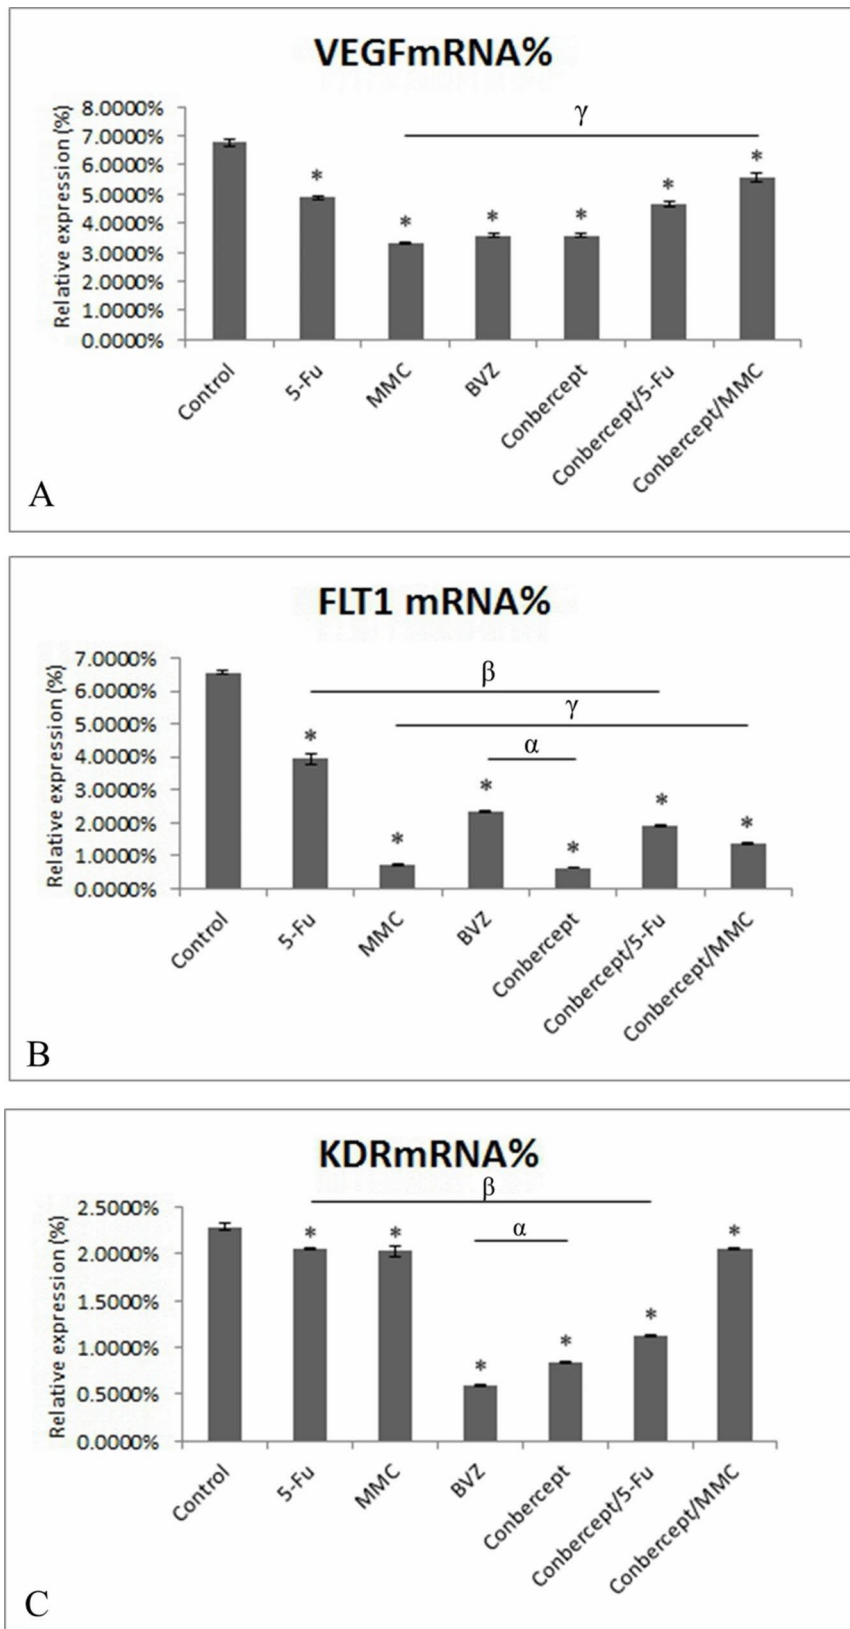 VEGFmRNA%
Relative expression (%)
8.0000%
7.0000%
6.0000%
5.0000%
4.0000%
3.0000%
2.0000%
1.0000%
0.0000%
γ
*
*
*
*
*
*
Control
5-Fu
MMC
BVZ
Conbercept
Conbercept/5-Fu
Conbercept/MMC
A
FLT1 mRNA%
Relative expression (%)
7.0000%
6.0000%
5.0000%
4.0000%
3.0000%
2.0000%
1.0000%
0.0000%
β
γ
α
*
*
*
*
*
*
Control
5-Fu
MMC
BVZ
Conbercept
Conbercept/5-Fu
Conbercept/MMC
B
KDRmRNA%
Relative expression (%)
2.5000%
2.0000%
1.5000%
1.0000%
0.5000%
0.0000%
β
α
*
*
*
*
*
*
Control
5-Fu
MMC
BVZ
Conbercept
Conbercept/5-Fu
Conbercept/MMC
C